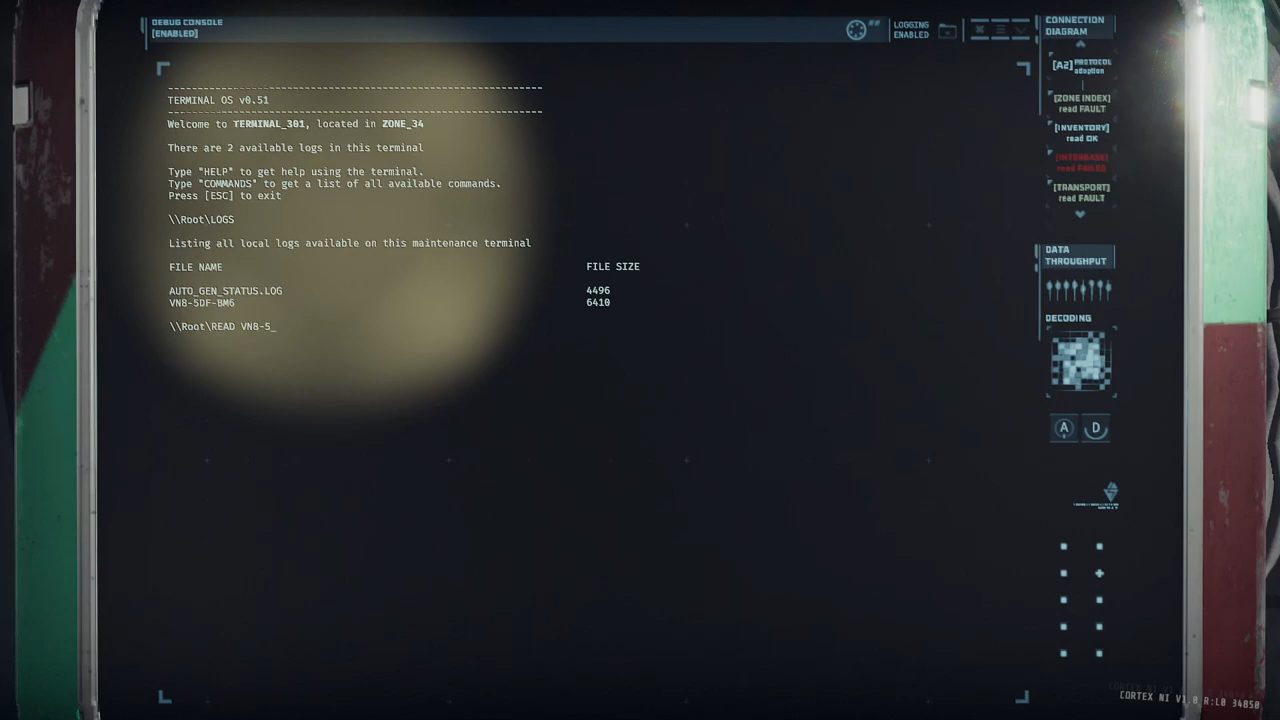 DEBUG CONSOLE
[ENABLED]
LOGGING
ENABLED
--------------------------------------------------------------------
TERMINAL OS v0.51
--------------------------------------------------------------------
Welcome to TERMINAL_301, located in ZONE_34
There are 2 available logs in this terminal
Type "HELP" to get help using the terminal.
Type "COMMANDS" to get a list of all available commands.
Press [ESC] to exit
\\Root\LOGS
Listing all local logs available on this maintenance terminal
FILE NAME FILE SIZE
AUTO_GEN_STATUS.LOG 4496
VN8-5DF-BM6 6410
\\Root\READ VN8-5_
CONNECTION
DIAGRAM
[A2] PROTOCOL
adaption
[ZONE INDEX]
read FAULT
[INVENTORY]
read OK
[INTERBASE]
read FAILED
[TRANSPORT]
read FAULT
DATA
THROUGHPUT
DECODING
A D
CORTEX NI V1.0 R:L0 34850